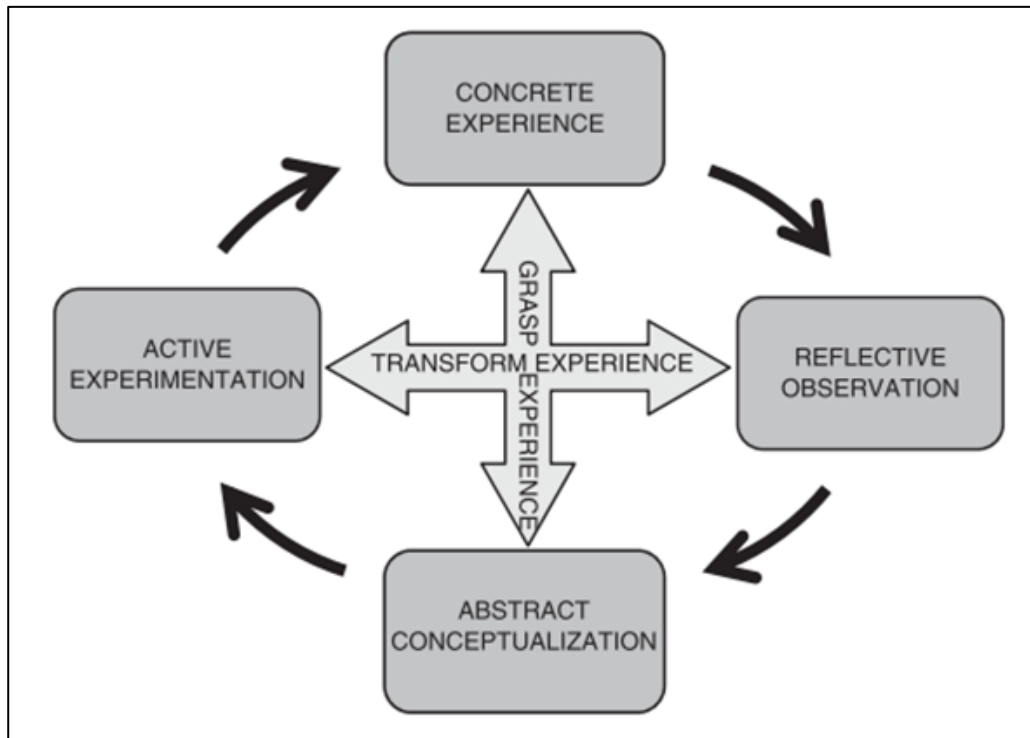 CONCRETE
EXPERIENCE
GRASP EXPERIENCE
ACTIVE
EXPERIMENTATION
TRANSFORM EXPERIENCE
REFLECTIVE
OBSERVATION
ABSTRACT
CONCEPTUALIZATION